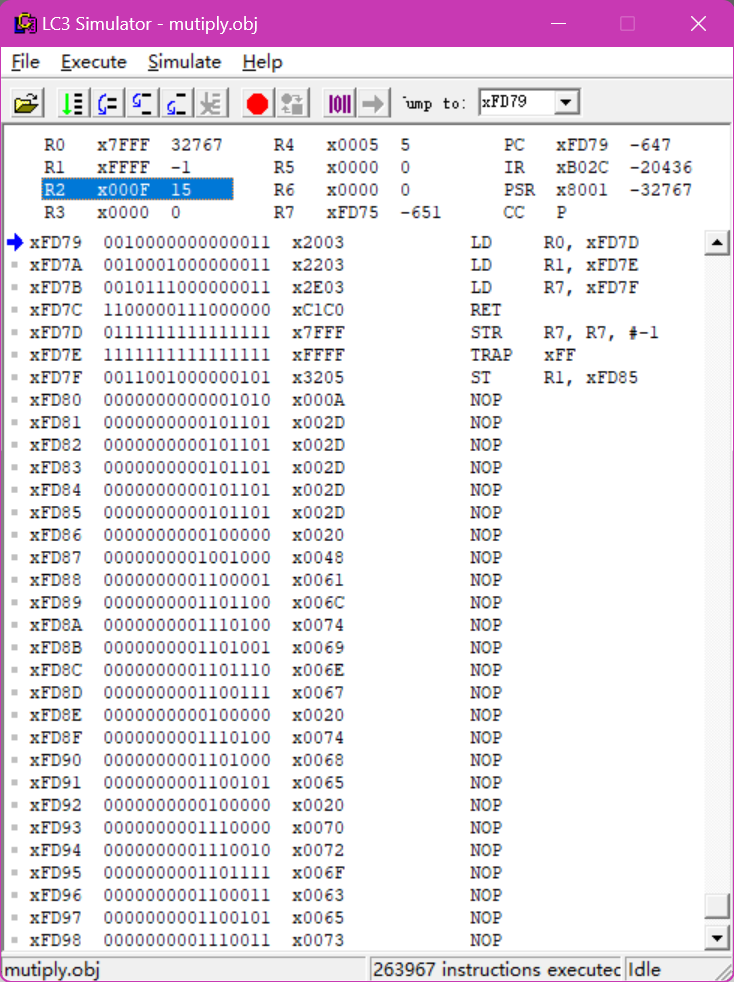 LC3 Simulator - mutiply.obj
File Execute Simulate Help
Jump to: xFD79
R0 x7FFF 32767 R4 x0005 5 PC xFD79 -647
R1 xFFFF -1 R5 x0000 0 IR xB02C -20436
R2 x000F 15 R6 x0000 0 PSR x8001 -32767
R3 x0000 0 R7 xFD75 -651 CC P
xFD79 0010000000000011 x2003 LD R0, xFD7D
xFD7A 0010001000000011 x2203 LD R1, xFD7E
xFD7B 0010111000000011 x2E03 LD R7, xFD7F
xFD7C 1100000111000000 xC1C0 RET
xFD7D 0111111111111111 x7FFF STR R7, R7, #-1
xFD7E 1111111111111111 xFFFF TRAP xFF
xFD7F 0011001000000101 x3205 ST R1, xFD85
xFD80 0000000000001010 x000A NOP
xFD81 0000000000101101 x002D NOP
xFD82 0000000000101101 x002D NOP
xFD83 0000000000101101 x002D NOP
xFD84 0000000000101101 x002D NOP
xFD85 0000000000101101 x002D NOP
xFD86 0000000000100000 x0020 NOP
xFD87 0000000001001000 x0048 NOP
xFD88 0000000001100001 x0061 NOP
xFD89 0000000001101100 x006C NOP
xFD8A 0000000001110100 x0074 NOP
xFD8B 0000000001101001 x0069 NOP
xFD8C 0000000001101110 x006E NOP
xFD8D 0000000001100111 x0067 NOP
xFD8E 0000000000100000 x0020 NOP
xFD8F 0000000001110100 x0074 NOP
xFD90 0000000001101000 x0068 NOP
xFD91 0000000001100101 x0065 NOP
xFD92 0000000000100000 x0020 NOP
xFD93 0000000001110000 x0070 NOP
xFD94 0000000001110010 x0072 NOP
xFD95 0000000001101111 x006F NOP
xFD96 0000000001100011 x0063 NOP
xFD97 0000000001100101 x0065 NOP
xFD98 0000000001110011 x0073 NOP
mutiply.obj 263967 instructions executec Idle